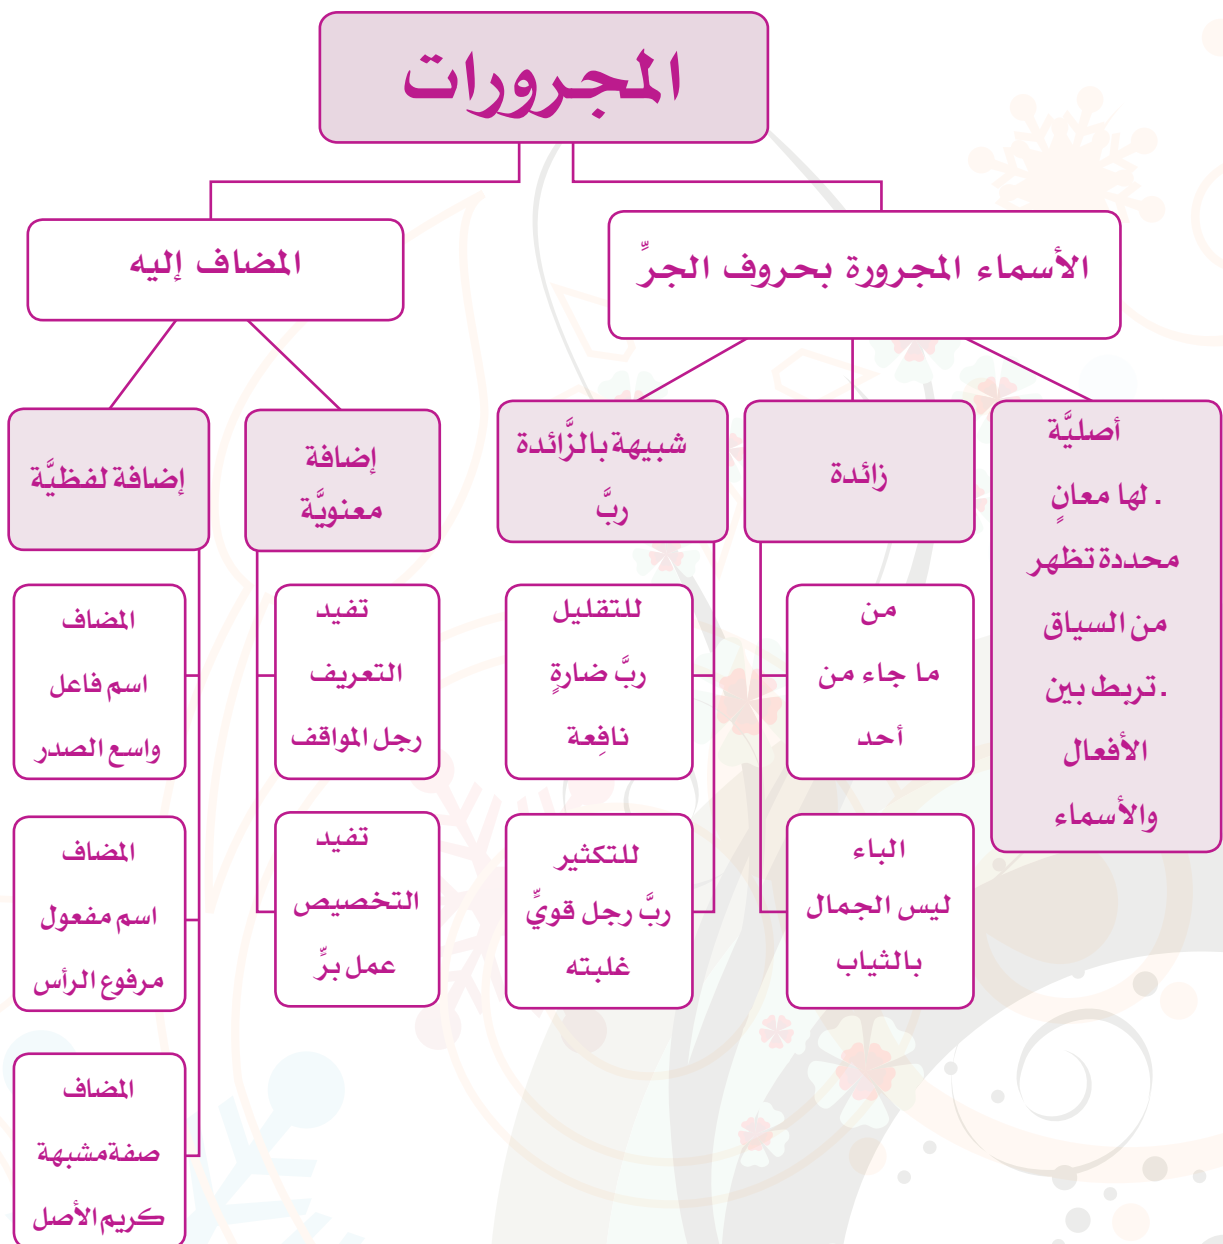 المجرورات
الأسماء المجرورة بحروف الجرِّ
أصليَّة
. لها معانٍ
محددة تظهر
من السياق
. تربط بين
الأفعال
والأسماء
زائدة
من
ما جاء من
أحد
الباء
ليس الجمال
بالثياب
شبيهة بالزَّائدة
ربَّ
للتقليل
ربَّ ضارةٍ
نافِعة
للتكثير
ربَّ رجل قويٍّ
غلبته
المضاف إليه
إضافة
معنويَّة
تفيد
التعريف
رجل المواقف
تفيد
التخصيص
عمل برٍّ
إضافة لفظيَّة
المضاف
اسم فاعل
واسع الصدر
المضاف
اسم مفعول
مرفوع الرأس
المضاف
صفة مشبهة
كريم الأصل